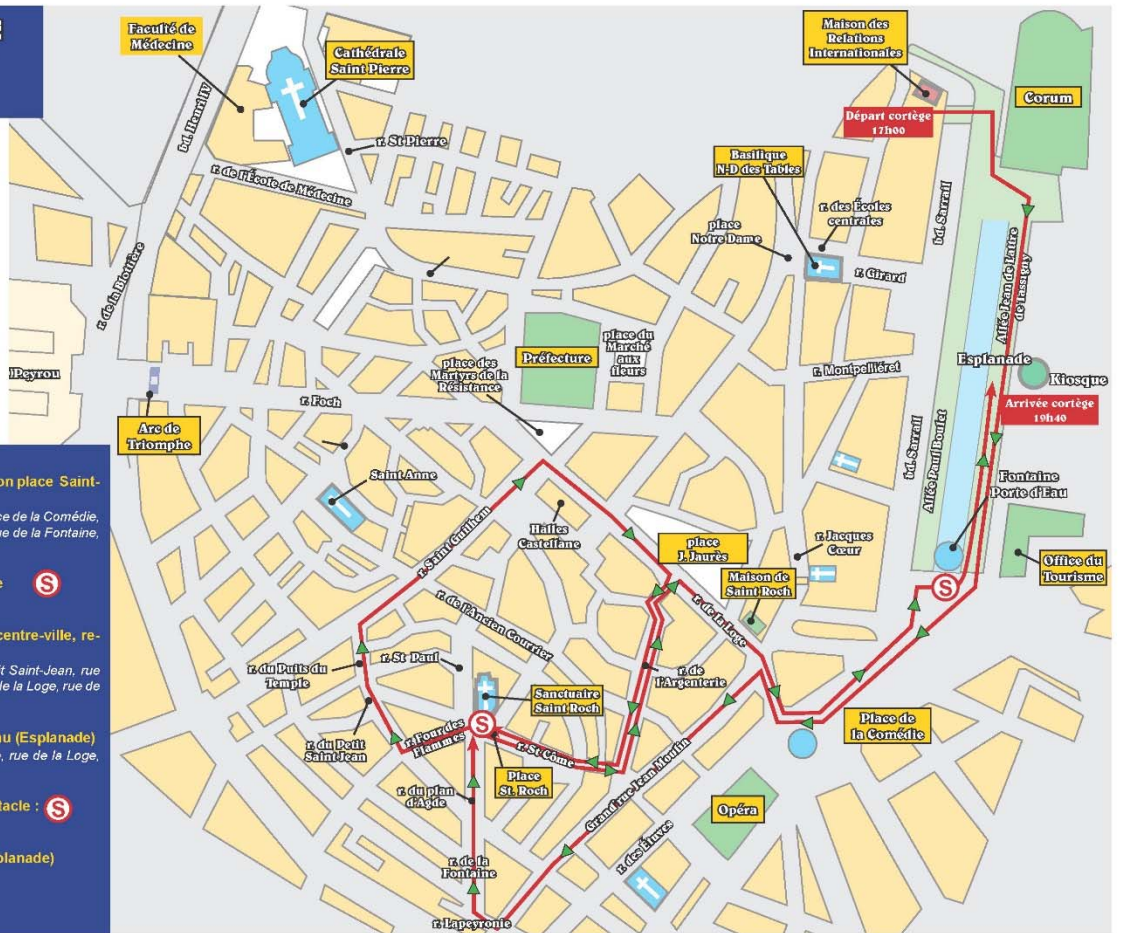 Faculté de
Médecine
Cathédrale
Saint Pierre
bd. Henri IV
r. St Pierre
r. de l'École de Médecine
Maison des
Relations
Internationales
Corum
Départ cortège
17h00
Basilique
N-D des Tables
r. des Écoles
centrales
place
Notre Dame
bd. Sarrail
r. Girard
Allée Jean de Lattre
de Tassigny
r. de la Blottière
Peyrou
Arc de
Triomphe
r. Foch
place des
Martyrs de la
Résistance
Préfecture
place du
Marché
aux
fleurs
r. Montpelliéret
Esplanade
Kiosque
Arrivée cortège
19h40
bd. Sarrail
Allée Paul Boulet
Fontaine
Porte d'Eau
Office du
Tourisme
Saint Anne
r. Saint Guilhem
Halles
Castellane
place
J. Jaurès
r. Jacques
Cœur
Maison de
Saint Roch
r. de la Loge
r. de l'Ancien Courrier
r. St Paul
r. du Puits du
Temple
r. de
l'Argenterie
Sanctuaire
Saint Roch
S
S
r. du Petit
Saint Jean
r. Four des
Flammes
r. St Côme
Place
St. Roch
Place de
la Comédie
r. du plan
d'Agde
Grand rue Jean Moulin
Opéra
r. des Étuves
r. de la
Fontaine
r. Lapeyronie
on place Saint-
ce de la Comédie,
ue de la Fontaine,
e S
centre-ville, re-
it Saint-Jean, rue
de la Loge, rue de
au (Esplanade)
e, rue de la Loge,
tacle : S
planade)